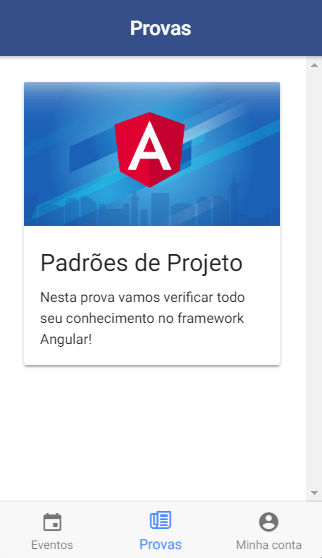 Provas
A
Padrões de Projeto
Nesta prova vamos verificar todo
seu conhecimento no framework
Angular!
Eventos
Provas
Minha conta